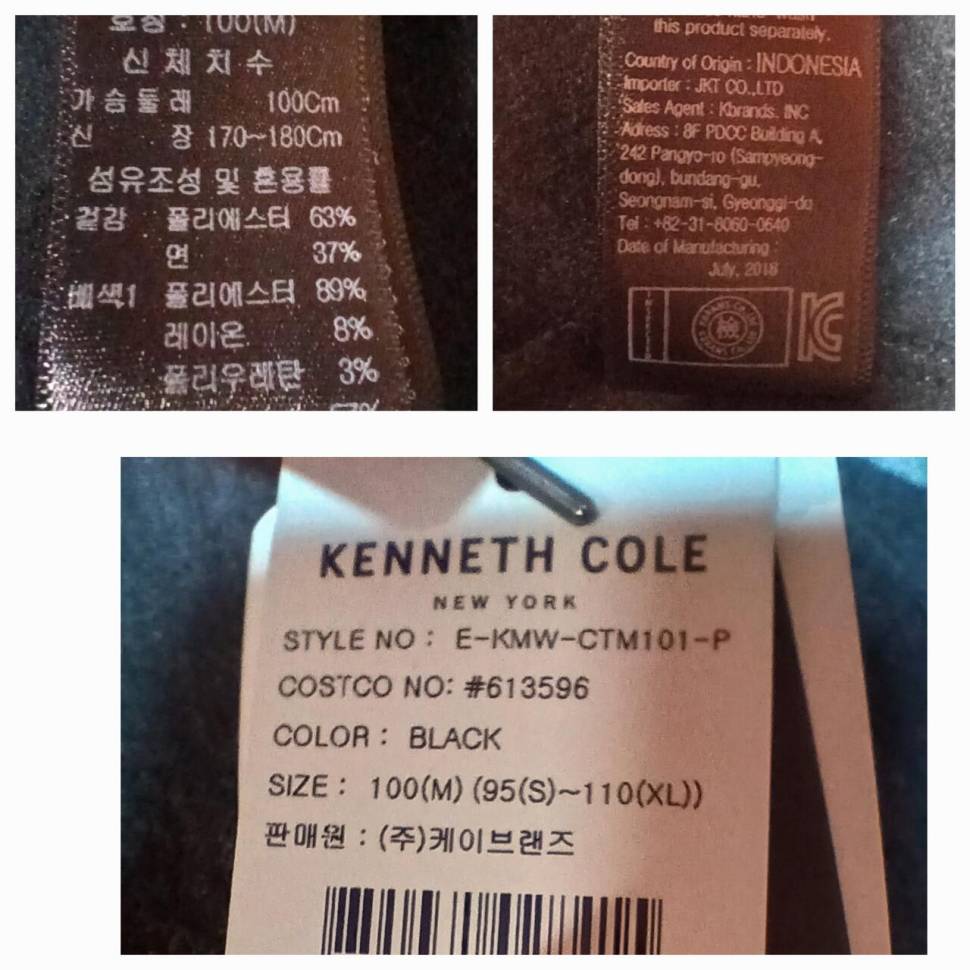 호칭 : 100(M)
신 체 치 수
가슴둘레 100Cm
신 장 170~180Cm
섬유조성 및 혼용률
겉감 폴리에스터 63%
연 37%
배색1 폴리에스터 89%
레이온 8%
폴리우레탄 3%
this product separately.
Country of Origin : INDONESIA
Importer : JKT CO.,LTD
Sales Agent : Kbrands. INC
Adress : 8F PDCC Building A,
242 Pangyo-ro (Sampyeong-
dong), bundang-gu,
Seongnam-si, Gyeonggi-do
Tel : +82-31-8060-0640
Date of Manufacturing :
July, 2018
KENNETH COLE
NEW YORK
STYLE NO : E-KMW-CTM101-P
COSTCO NO: #613596
COLOR : BLACK
SIZE : 100(M) (95(S)~110(XL))
판매원 : (주)케이브랜즈